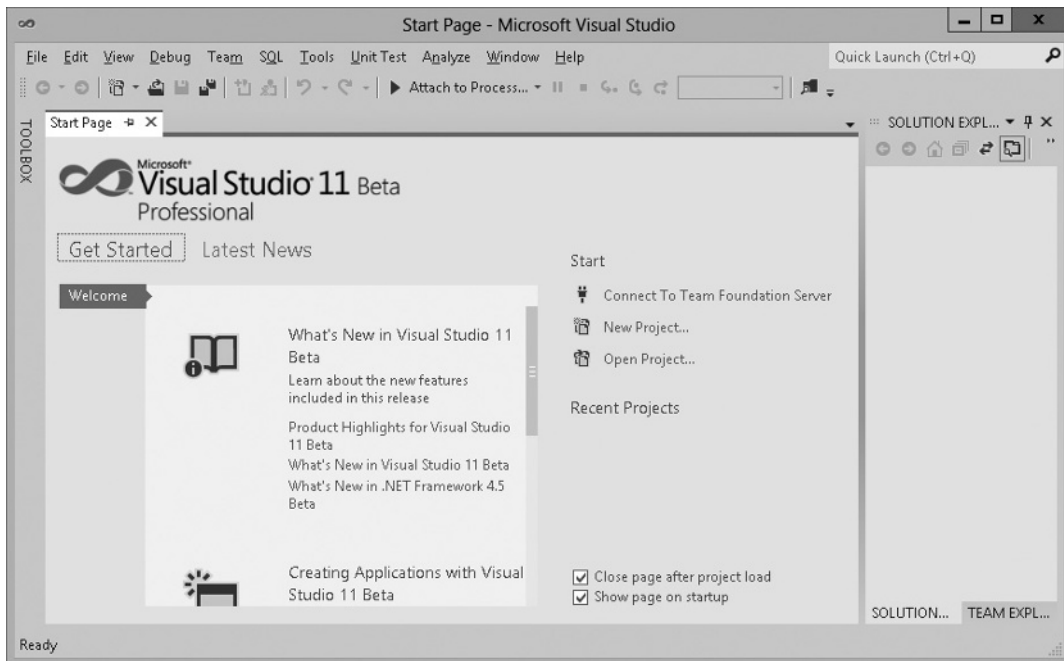 Start Page - Microsoft Visual Studio
File Edit View Debug Team SQL Tools Unit Test Analyze Window Help
Quick Launch (Ctrl+Q)
Attach to Process...
TOOLBOX
Start Page
SOLUTION EXPL...
Microsoft®
Visual Studio® 11 Beta
Professional
Get Started Latest News
Welcome
What's New in Visual Studio 11
Beta
Learn about the new features
included in this release
Product Highlights for Visual Studio
11 Beta
What's New in Visual Studio 11 Beta
What's New in .NET Framework 4.5
Beta
Creating Applications with Visual
Studio 11 Beta
Start
Connect To Team Foundation Server
New Project...
Open Project...
Recent Projects
Close page after project load
Show page on startup
SOLUTION... TEAM EXPL...
Ready